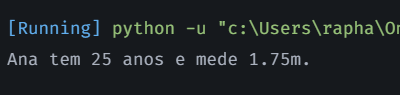 [Running] python -u "c:\Users\rapha\On
Ana tem 25 anos e mede 1.75m.